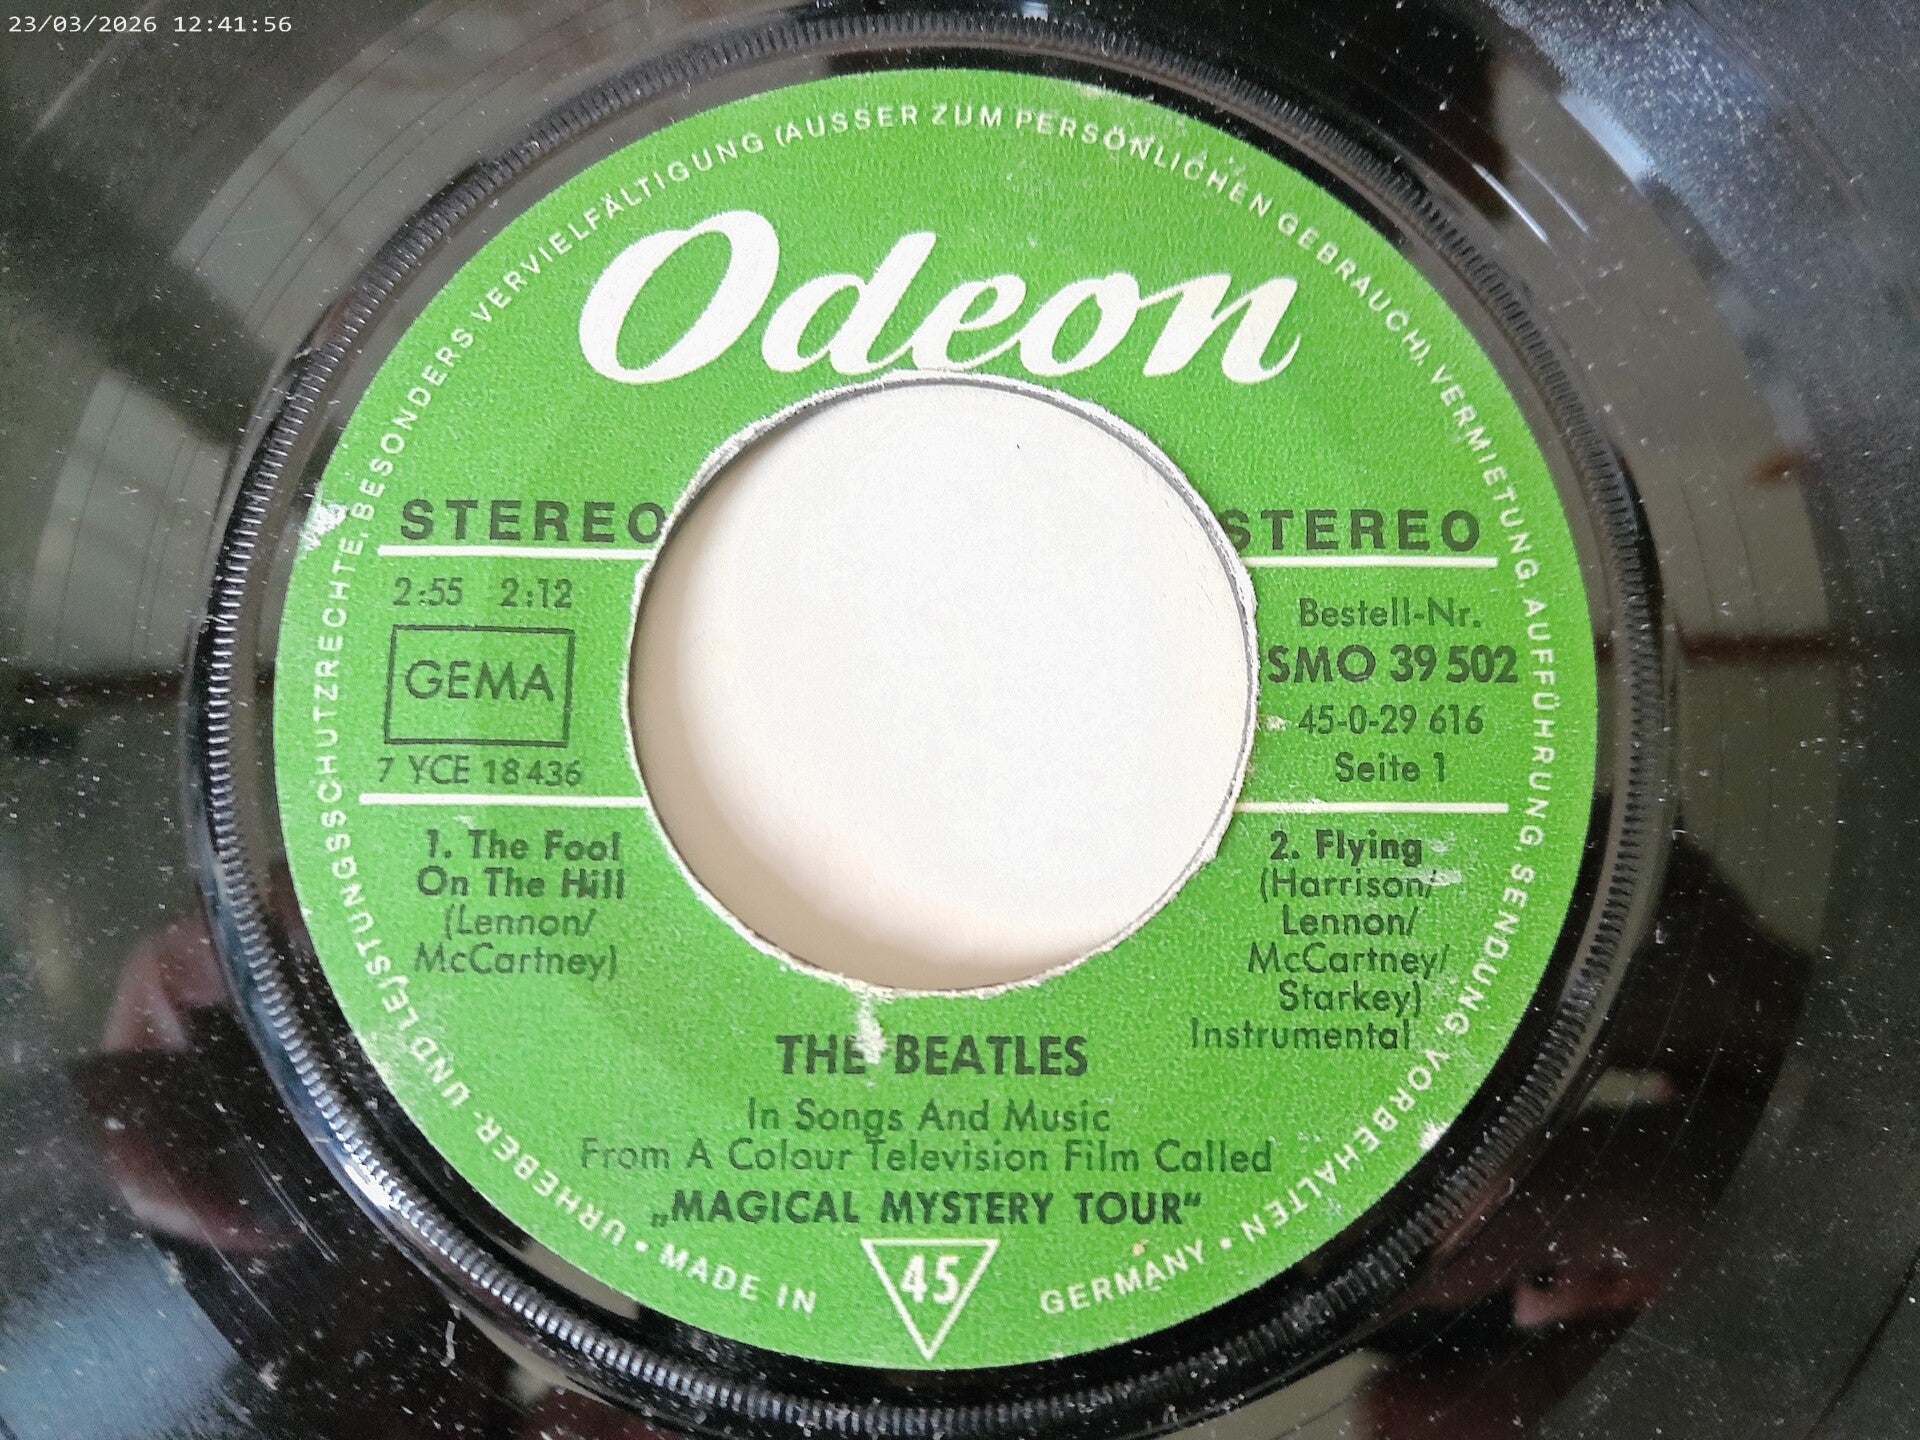 23/03/2026 12:41:56
URHEBER- UND LEISTUNGSSCHUTZRECHTE, BESONDERS VERVIELFÄLTIGUNG (AUSSER ZUM PERSÖNLICHEN GEBRAUCH), VERMIETUNG, AUFFÜHRUNG, SENDUNG, VORBEHALTEN
Odeon
STEREO STEREO
2:55 2:12
GEMA
7 YCE 18436
Bestell-Nr.
SMO 39 502
45-0-29 616
Seite 1
1. The Fool
On The Hill
(Lennon/
McCartney)
2. Flying
(Harrison/
Lennon/
McCartney/
Starkey)
Instrumental
THE BEATLES
In Songs And Music
From A Colour Television Film Called
„MAGICAL MYSTERY TOUR“
• MADE IN 45 GERMANY •